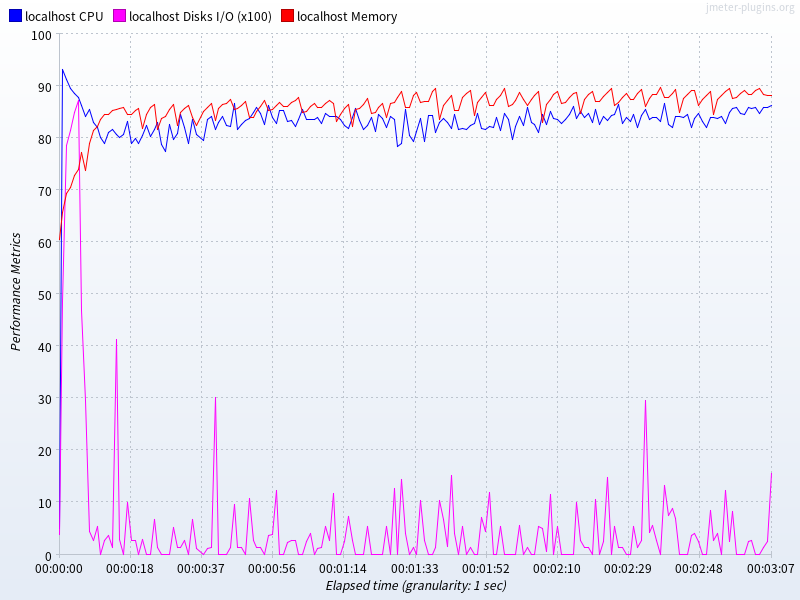 jmeter-plugins.org
localhost CPU localhost Disks I/O (x100) localhost Memory
100
90
80
70
60
50
40
30
20
10
0
Performance Metrics
00:00:00 00:00:18 00:00:37 00:00:56 00:01:14 00:01:33 00:01:52 00:02:10 00:02:29 00:02:48 00:03:07
Elapsed time (granularity: 1 sec)